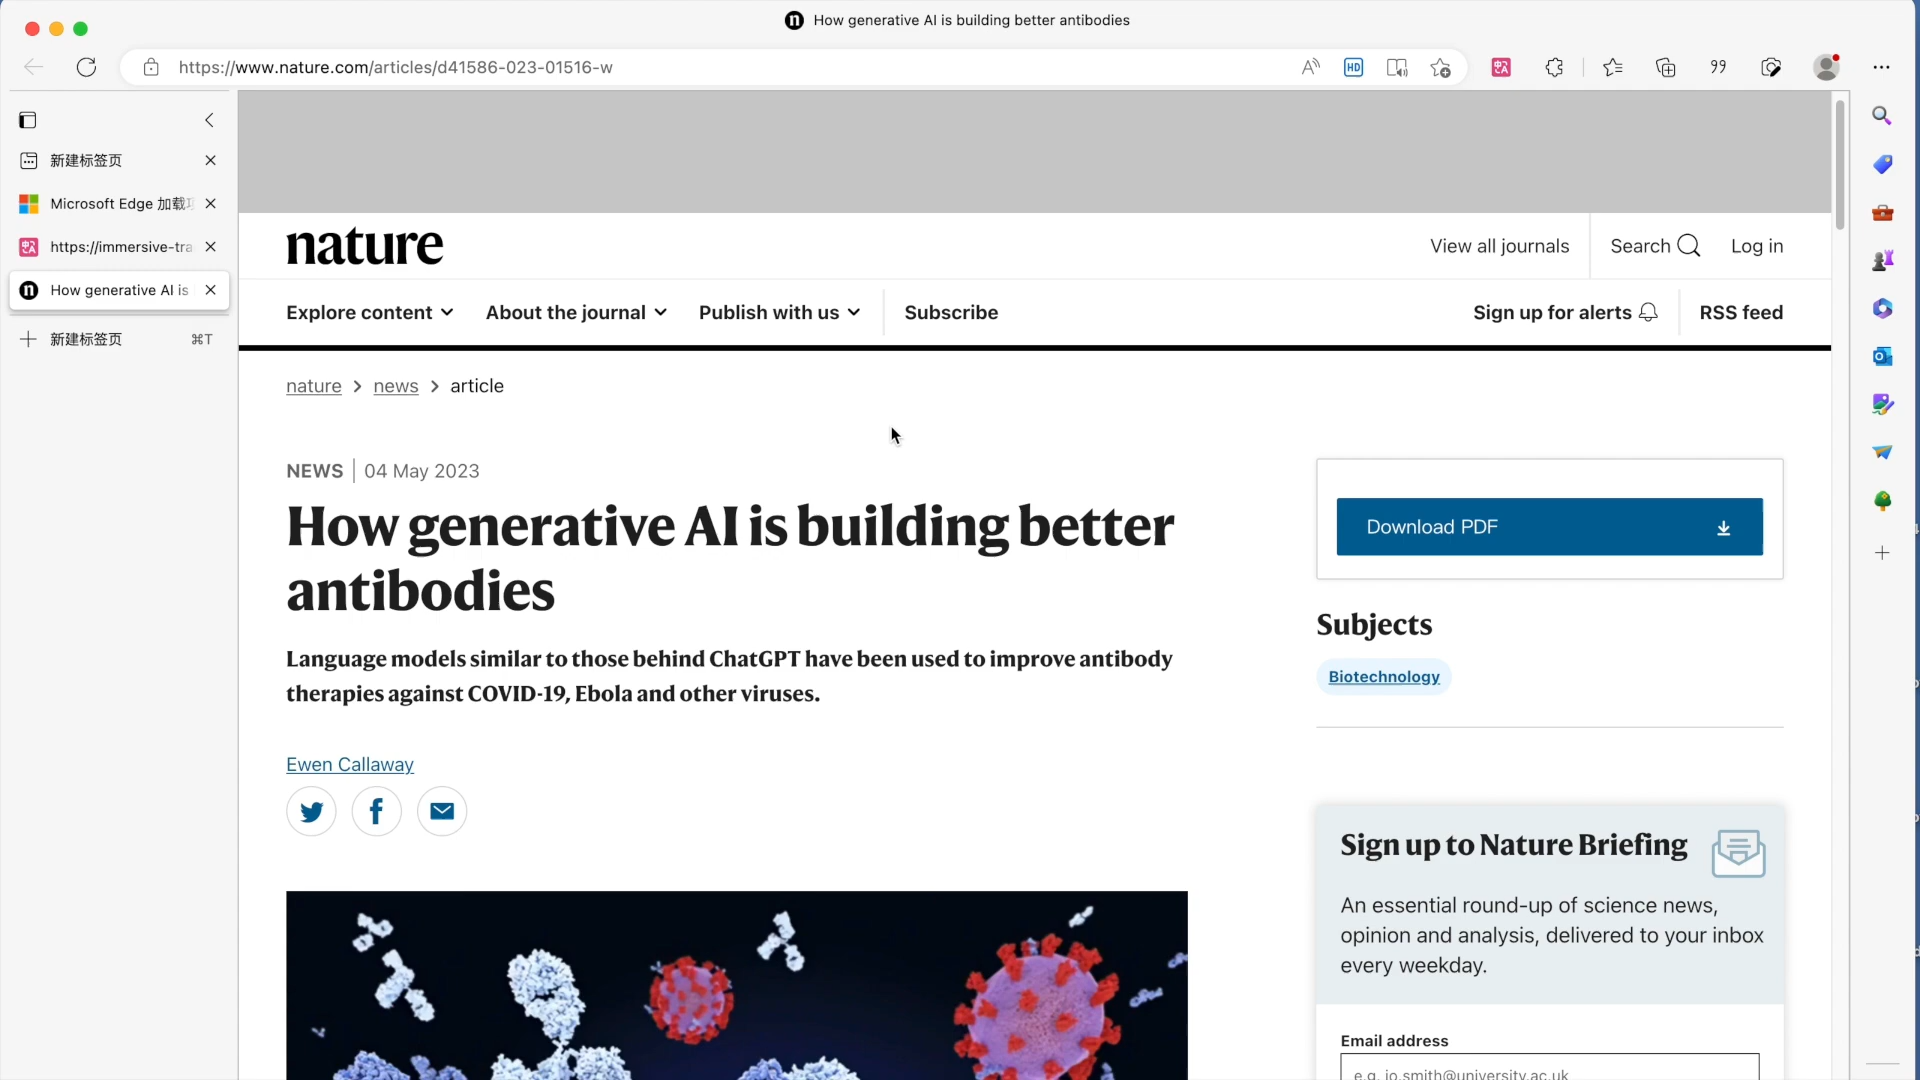 How generative AI is building better antibodies
https://www.nature.com/articles/d41586-023-01516-w
新建标签页
Microsoft Edge 加载
https://immersive-tra
How generative AI is
新建标签页 ⌘T
nature
View all journals
Search
Log in
Explore content
About the journal
Publish with us
Subscribe
Sign up for alerts
RSS feed
nature > news > article
NEWS | 04 May 2023
How generative AI is building better
antibodies
Language models similar to those behind ChatGPT have been used to improve antibody
therapies against COVID-19, Ebola and other viruses.
Ewen Callaway
Download PDF
Subjects
Biotechnology
Sign up to Nature Briefing
An essential round-up of science news,
opinion and analysis, delivered to your inbox
every weekday.
Email address
e.g. jo.smith@university.ac.uk